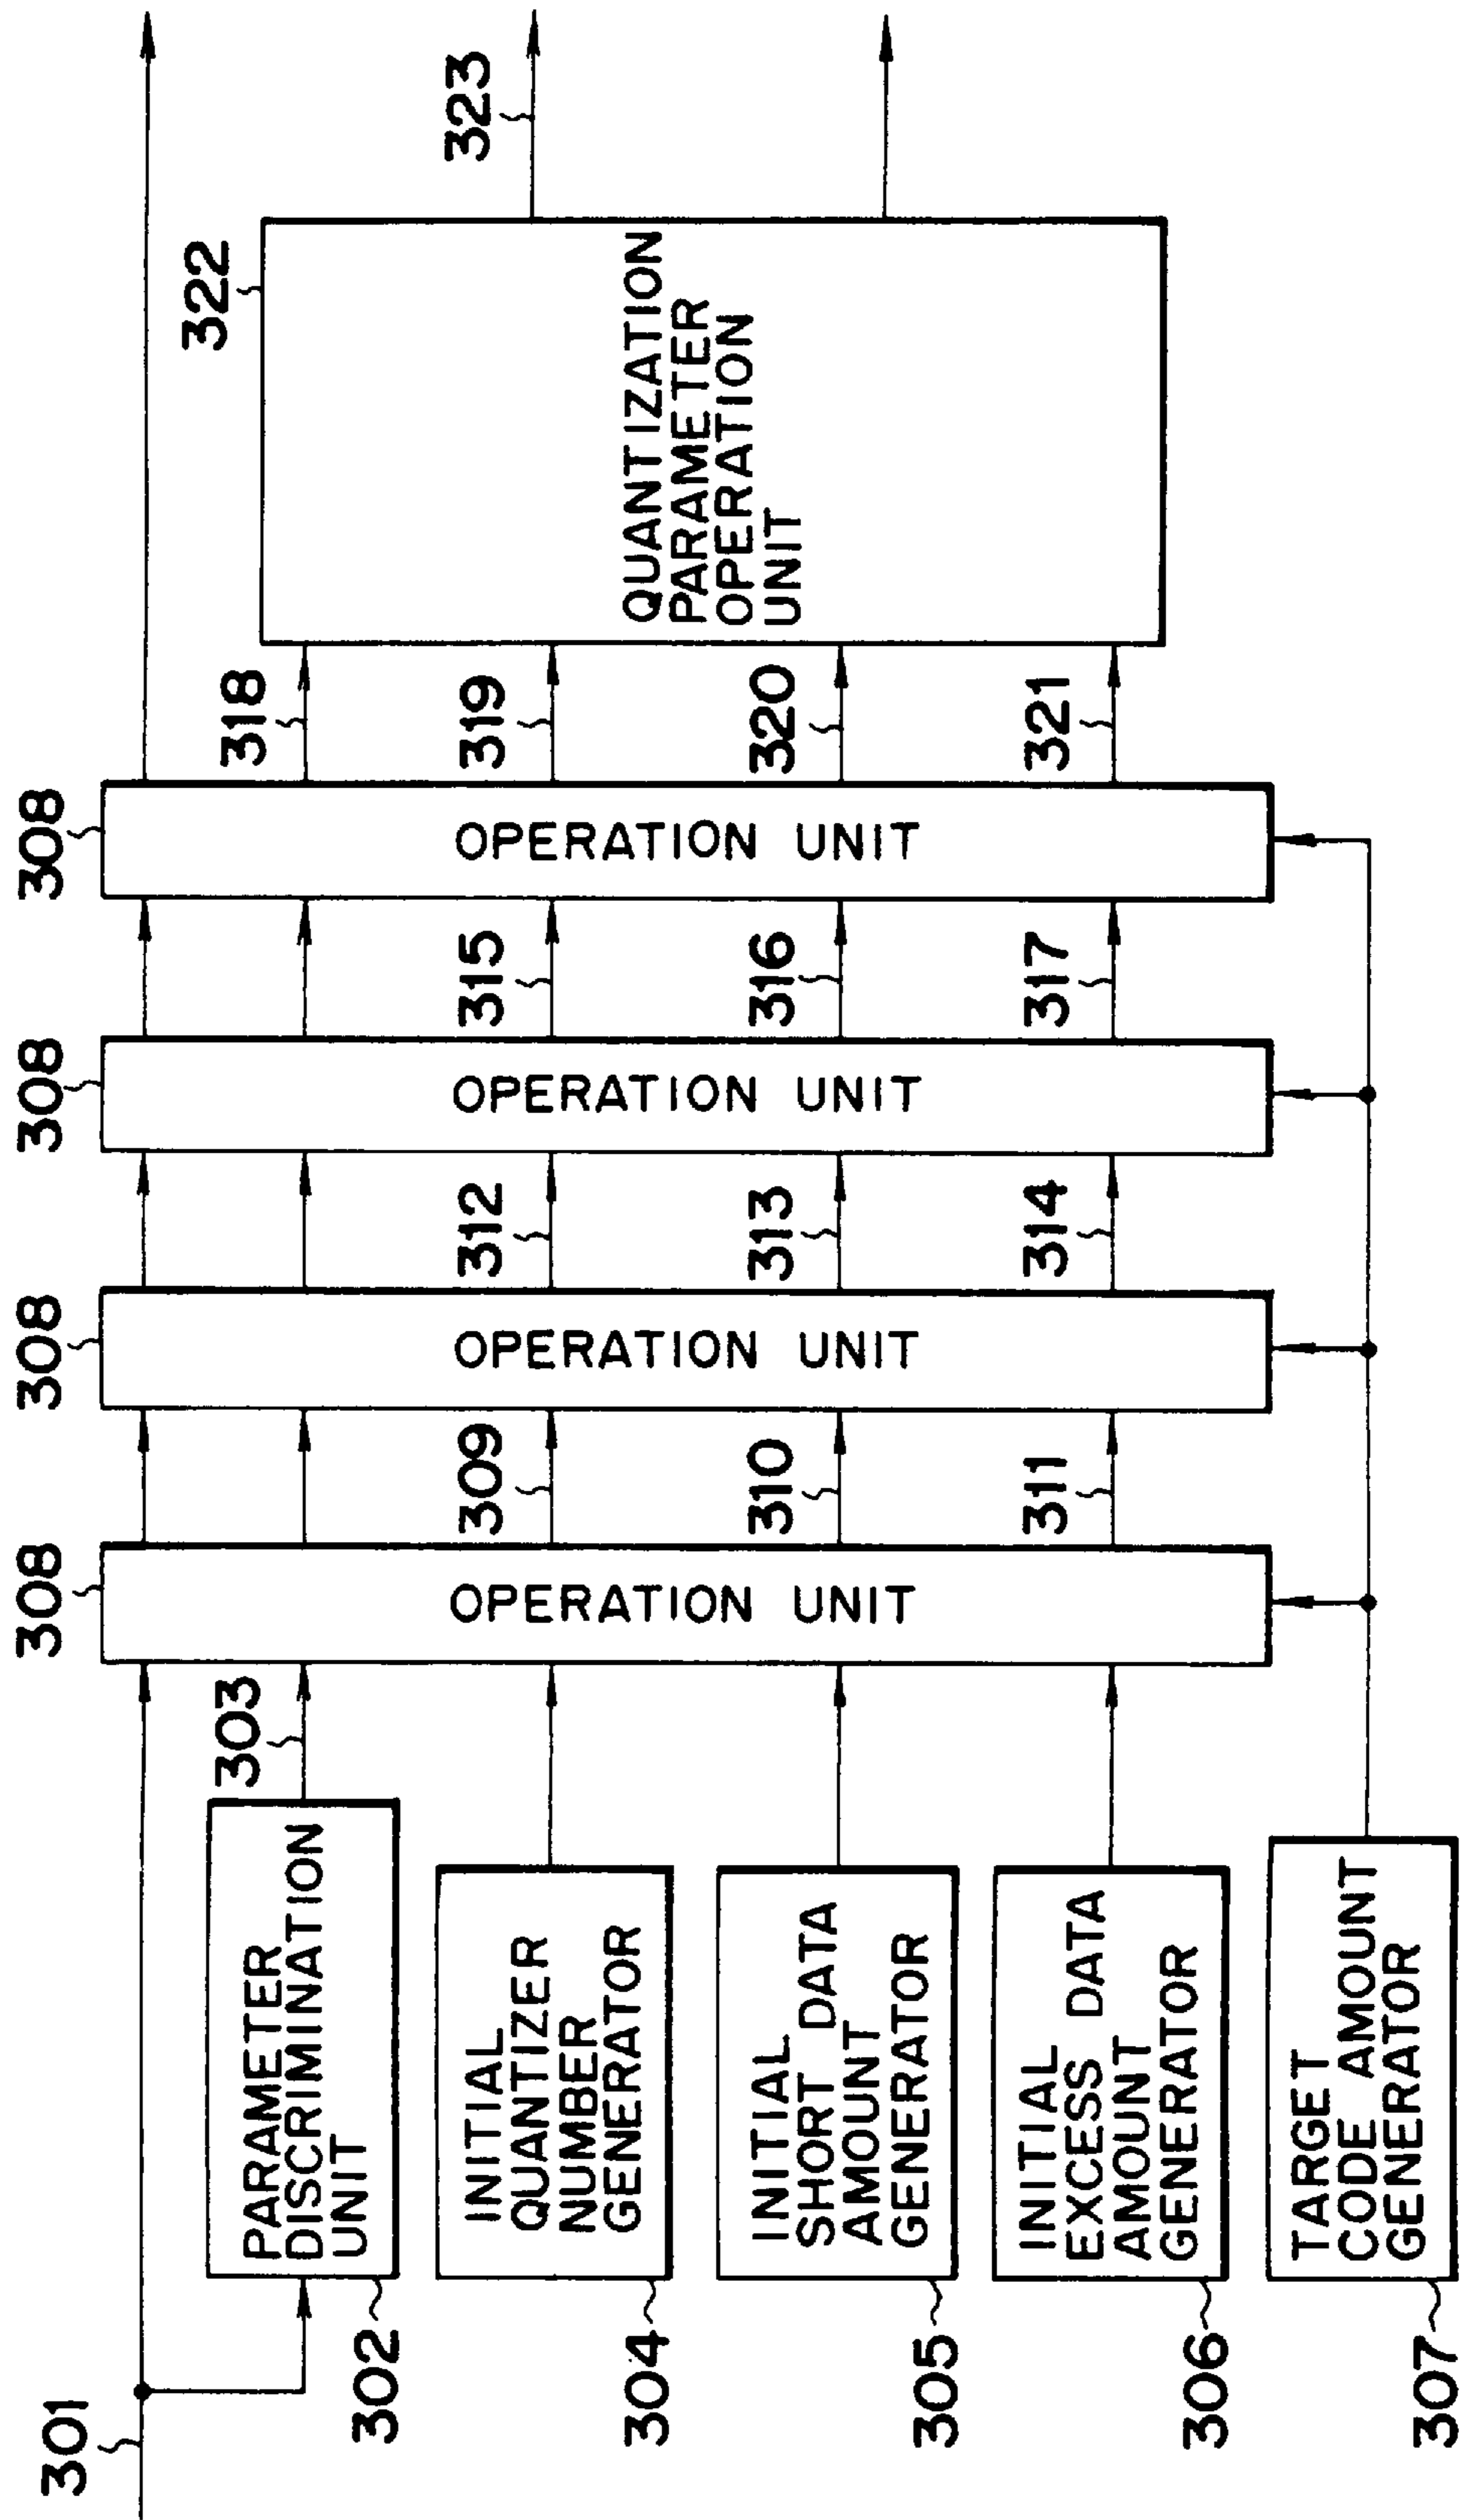 301
302
PARAMETER
DISCRIMINATION
UNIT
303
304
INITIAL
QUANTIZER
NUMBER
GENERATOR
305
INITIAL
SHORT DATA
AMOUNT
GENERATOR
306
INITIAL
EXCESS DATA
AMOUNT
GENERATOR
307
TARGET
CODE AMOUNT
GENERATOR
308
OPERATION UNIT
309
310
311
308
OPERATION UNIT
312
313
314
308
OPERATION UNIT
315
316
317
308
OPERATION UNIT
318
319
320
321
322
QUANTIZATION
PARAMETER
OPERATION
UNIT
323